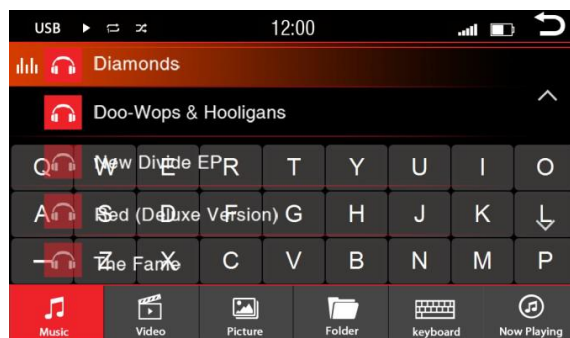 USB 12:00
Diamonds
Doo-Wops & Hooligans
New Divide EP
Q W E R T Y U I O
Red (Deluxe Version)
A S D F G H J K L
The Fame
– Z X C V B N M P
Music Video Picture Folder keyboard Now Playing